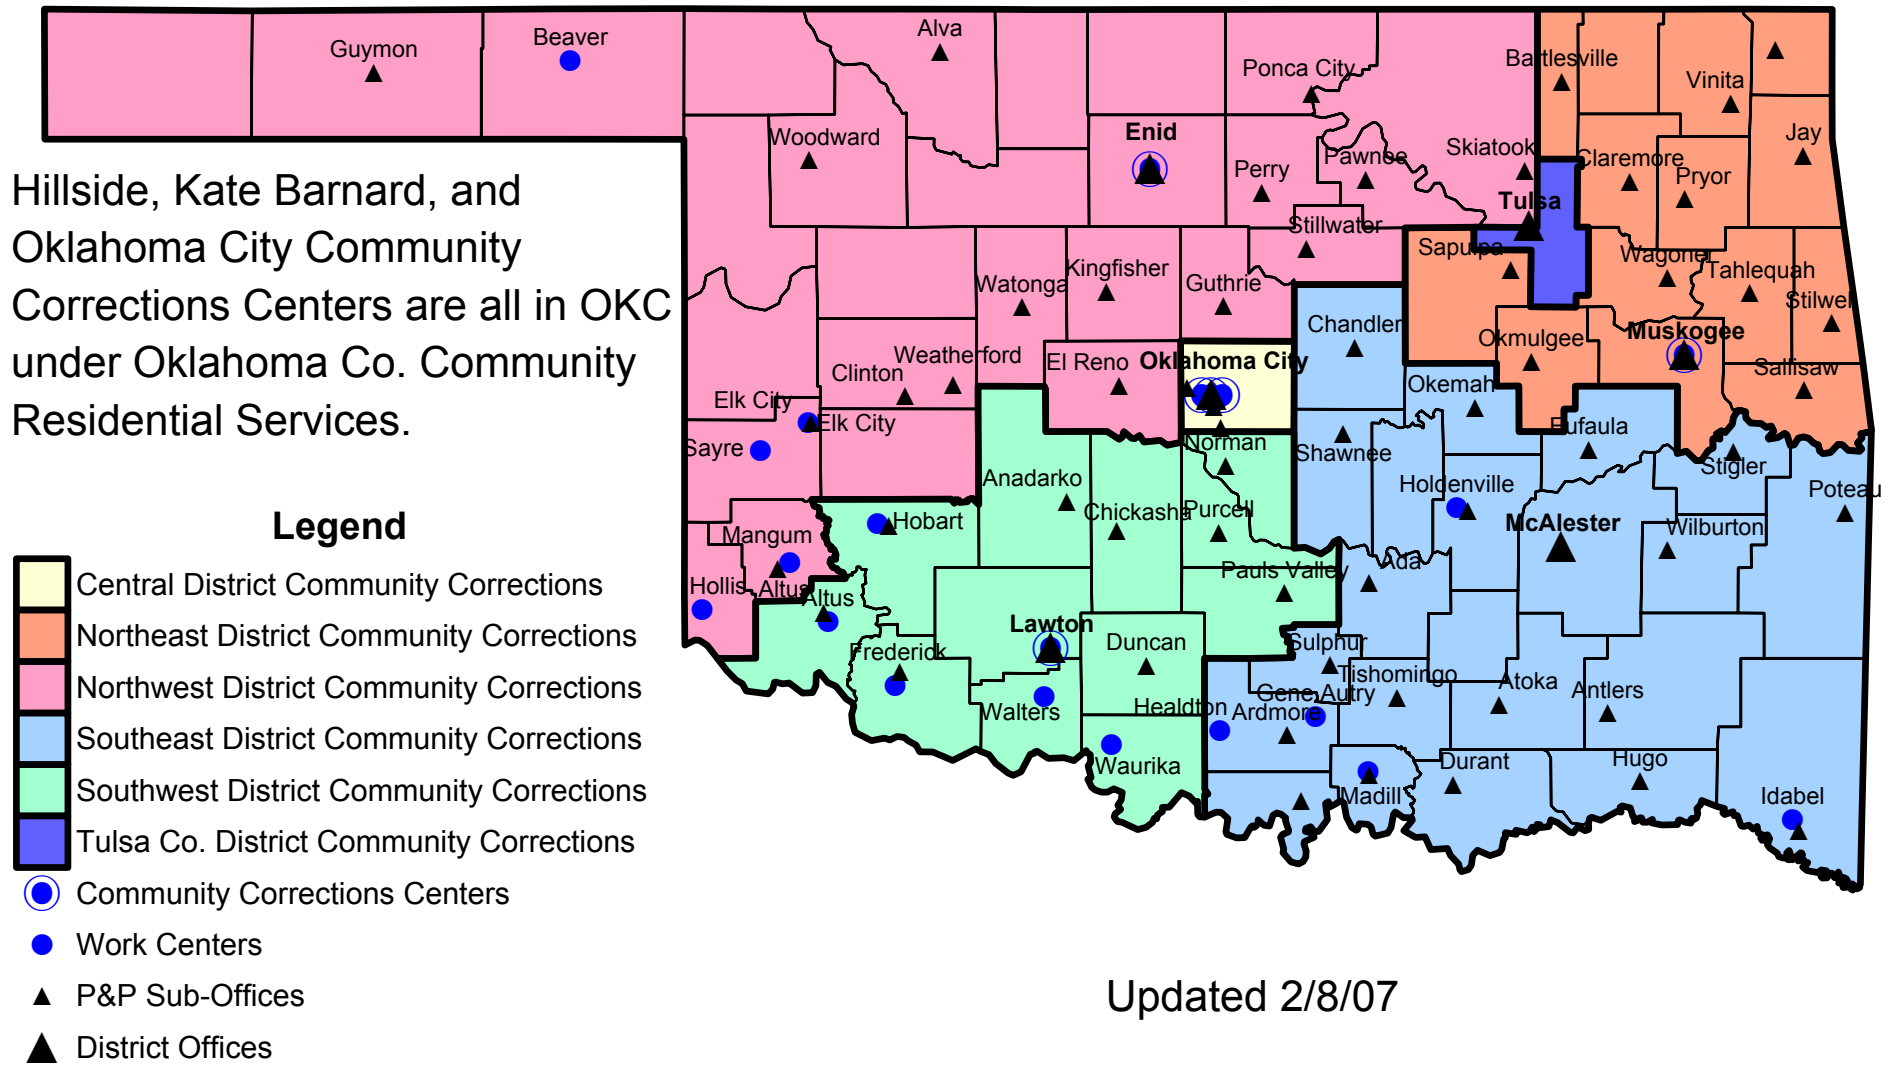 Guymon
Beaver
Alva
Ponca City
Bartlesville
Vinita
Woodward
Enid
Perry
Pawnee
Skiatook
Claremore
Pryor
Jay
Tulsa
Hillside, Kate Barnard, and
Oklahoma City Community
Corrections Centers are all in OKC
under Oklahoma Co. Community
Residential Services.
Stillwater
Sapulpa
Wagoner
Tahlequah
Stilwel
Watonga
Kingfisher
Guthrie
Chandler
Okmulgee
Muskogee
Sallisaw
Clinton
Weatherford
El Reno
Oklahoma City
Okemah
Elk City
Elk City
Sayre
Norman
Shawnee
Eufaula
Stigler
Poteau
Anadarko
Chickasha
Purcell
Holdenville
McAlester
Wilburton
Hobart
Mangum
Hollis
Altus
Altus
Pauls Valley
Ada
Lawton
Duncan
Frederick
Sulphur
Tishomingo
Atoka
Antlers
Walters
Healdton
Gene Autry
Ardmore
Waurika
Madill
Durant
Hugo
Idabel
Legend
Central District Community Corrections
Northeast District Community Corrections
Northwest District Community Corrections
Southeast District Community Corrections
Southwest District Community Corrections
Tulsa Co. District Community Corrections
Community Corrections Centers
Work Centers
P&P Sub-Offices
District Offices
Updated 2/8/07